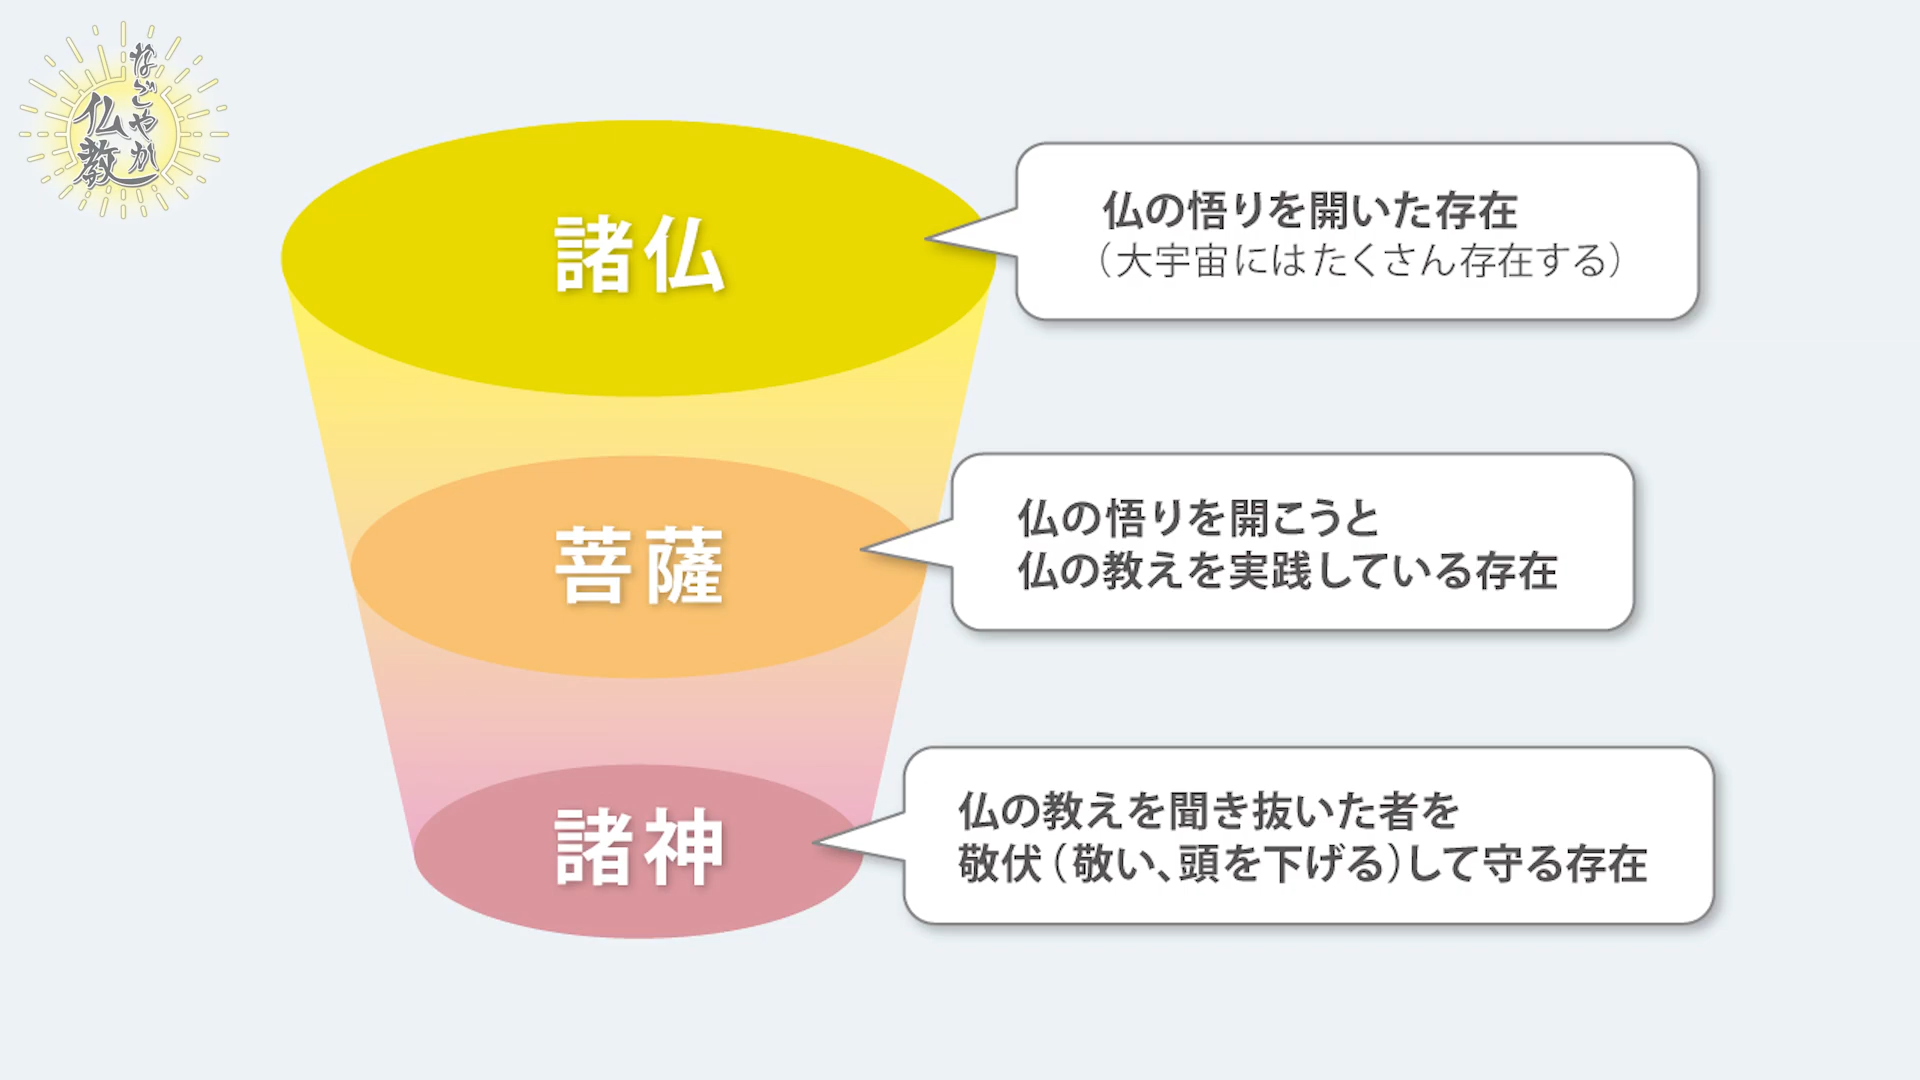 なごやか
仏教
諸仏
仏の悟りを開いた存在
（大宇宙にはたくさん存在する）
菩薩
仏の悟りを開こうと
仏の教えを実践している存在
諸神
仏の教えを聞き抜いた者を
敬伏（敬い、頭を下げる）して守る存在